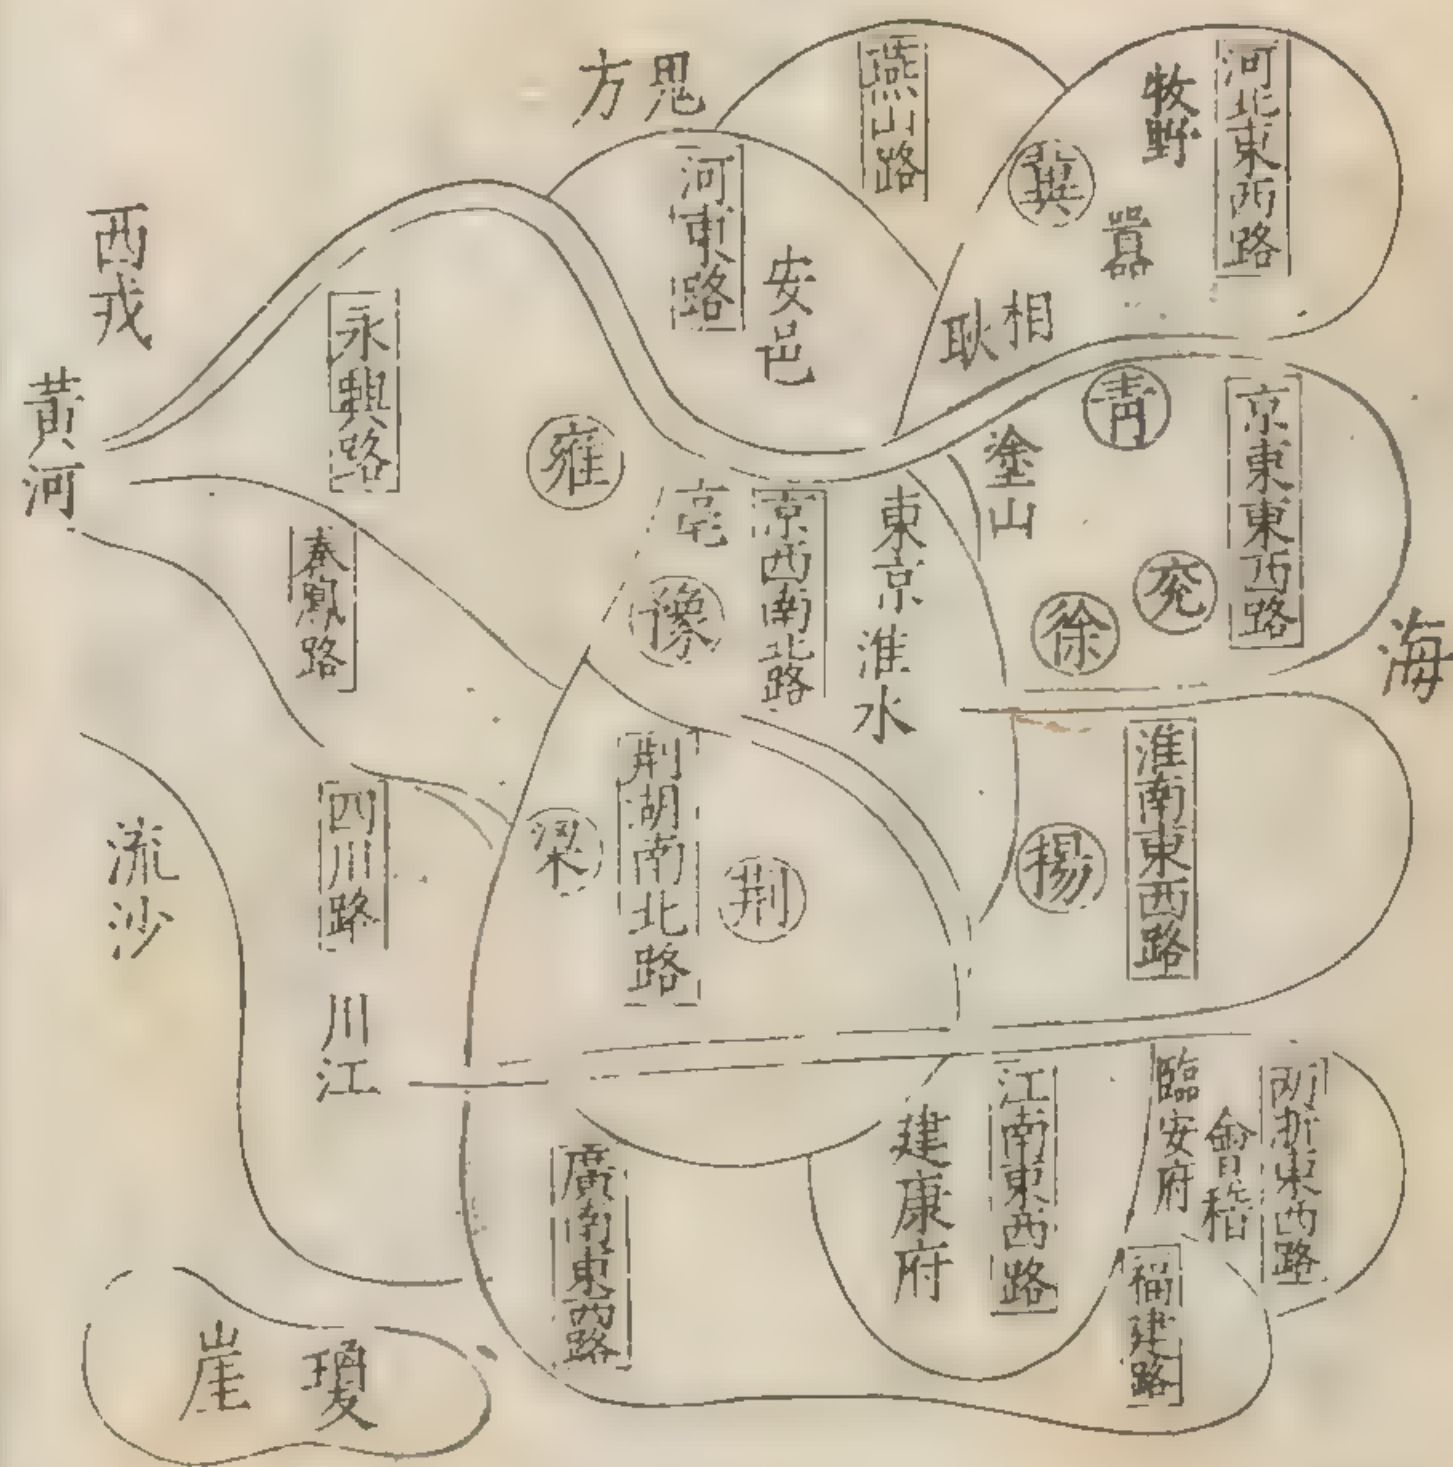 河北東西路
牧野
冀
囂
相
耿
燕山路
鬼方
河東路
安邑
西戎
黃河
永興路
雍
秦鳳路
青
京東東西路
兖
徐
塗山
海
東京
淮水
京西南北路
亳
豫
淮南東西路
揚
荆湖南北路
荆
梁
四川路
川江
流沙
两浙東西路
會稽
臨安府
福建路
江南東西路
建康府
廣南東西路
瓊
崖